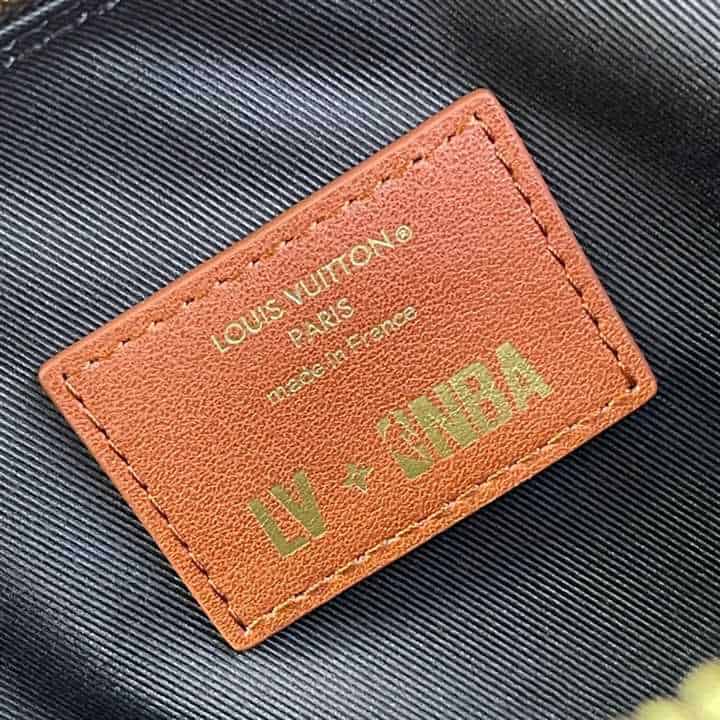 LOUIS VUITTON®
PARIS
made in France
LV + NBA